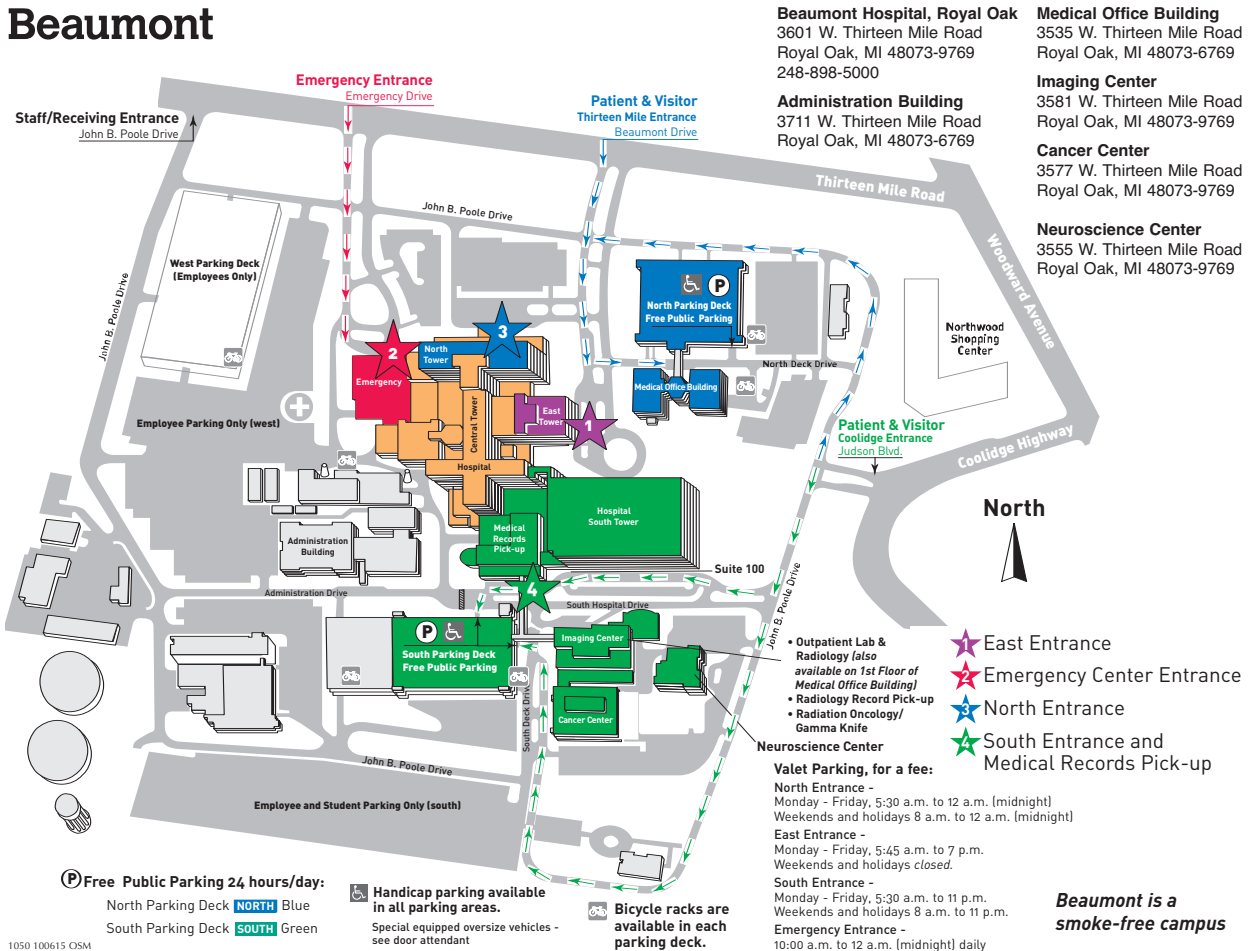 Beaumont
Beaumont Hospital, Royal Oak
3601 W. Thirteen Mile Road
Royal Oak, MI 48073-9769
248-898-5000
Administration Building
3711 W. Thirteen Mile Road
Royal Oak, MI 48073-6769
Medical Office Building
3535 W. Thirteen Mile Road
Royal Oak, MI 48073-6769
Imaging Center
3581 W. Thirteen Mile Road
Royal Oak, MI 48073-9769
Cancer Center
3577 W. Thirteen Mile Road
Royal Oak, MI 48073-9769
Neuroscience Center
3555 W. Thirteen Mile Road
Royal Oak, MI 48073-9769
Emergency Entrance
Emergency Drive
Staff/Receiving Entrance
John B. Poole Drive
Patient & Visitor
Thirteen Mile Entrance
Beaumont Drive
Thirteen Mile Road
Woodward Avenue
John B. Poole Drive
West Parking Deck
(Employees Only)
John B. Poole Drive
P
North Parking Deck
Free Public Parking
Northwood
Shopping
Center
3
2
North
Tower
North Deck Drive
Emergency
Medical Office Building
East
Tower
1
Central Tower
Employee Parking Only (west)
Patient & Visitor
Coolidge Entrance
Judson Blvd.
Coolidge Highway
Hospital
North
Hospital
South Tower
Medical
Records
Pick-up
Administration
Building
Suite 100
4
Administration Drive
South Hospital Drive
John B. Poole Drive
P
South Parking Deck
Free Public Parking
Imaging Center
• Outpatient Lab &
Radiology (also
available on 1st Floor of
Medical Office Building)
• Radiology Record Pick-up
• Radiation Oncology/
Gamma Knife
1 East Entrance
2 Emergency Center Entrance
3 North Entrance
4 South Entrance and
Medical Records Pick-up
Cancer Center
South Deck Drive
Neuroscience Center
John B. Poole Drive
Employee and Student Parking Only (south)
Valet Parking, for a fee:
North Entrance -
Monday - Friday, 5:30 a.m. to 12 a.m. (midnight)
Weekends and holidays 8 a.m. to 12 a.m. (midnight)
East Entrance -
Monday - Friday, 5:45 a.m. to 7 p.m.
Weekends and holidays closed.
South Entrance -
Monday - Friday, 5:30 a.m. to 11 p.m.
Weekends and holidays 8 a.m. to 11 p.m.
Emergency Entrance -
10:00 a.m. to 12 a.m. (midnight) daily
P Free Public Parking 24 hours/day:
North Parking Deck NORTH Blue
South Parking Deck SOUTH Green
Handicap parking available
in all parking areas.
Special equipped oversize vehicles -
see door attendant
Bicycle racks are
available in each
parking deck.
Beaumont is a
smoke-free campus
1050 100615 OSM